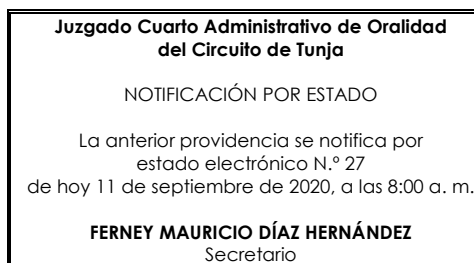 Juzgado Cuarto Administrativo de Oralidad
del Circuito de Tunja
NOTIFICACIÓN POR ESTADO
La anterior providencia se notifica por
estado electrónico N.º 27
de hoy 11 de septiembre de 2020, a las 8:00 a. m.
FERNEY MAURICIO DÍAZ HERNÁNDEZ
Secretario